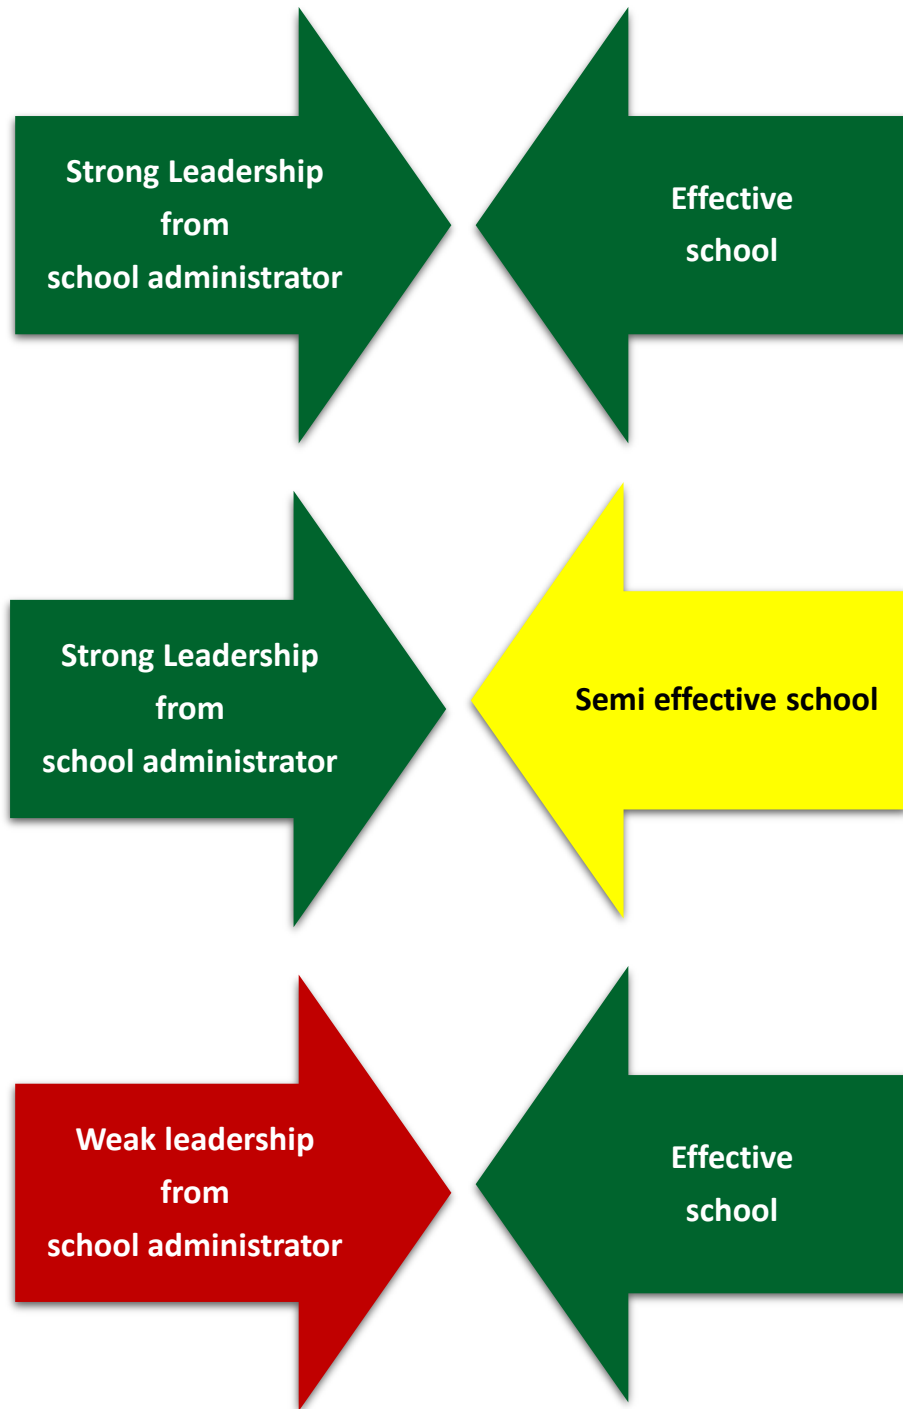 Strong Leadership
from
school administrator
Effective
school
Strong Leadership
from
school administrator
Semi effective school
Weak leadership
from
school administrator
Effective
school